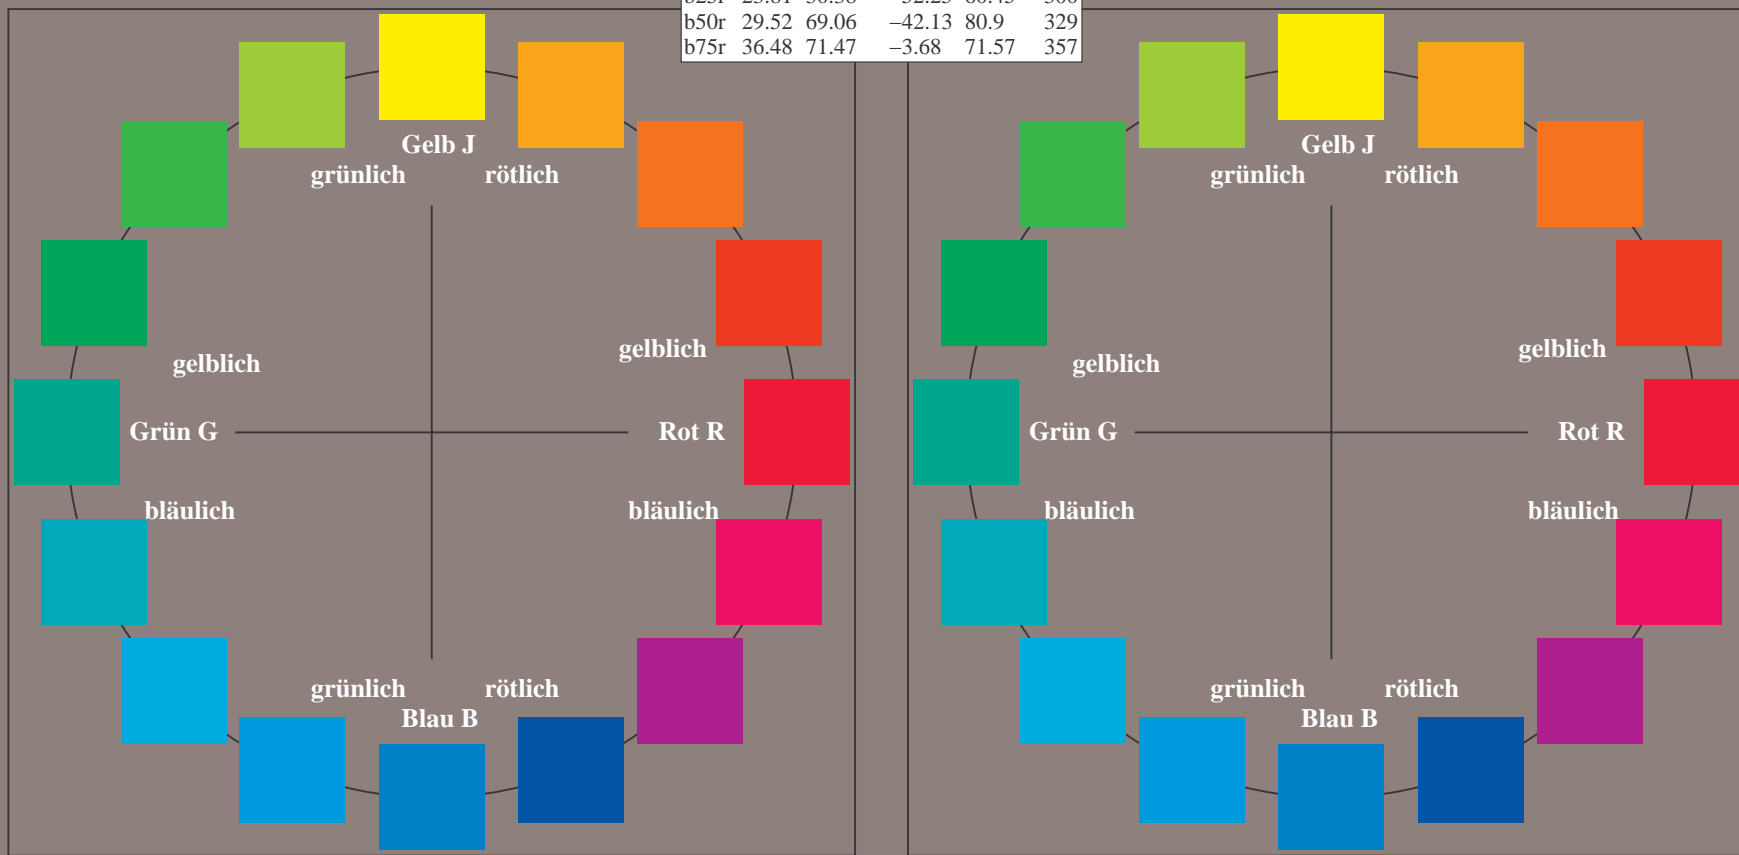 b50r 29.52 69.06 −42.13 80.9 329
b75r 36.48 71.47 −3.68 71.57 357
Gelb J
grünlich rötlich
gelblich
gelblich
Grün G
Rot R
bläulich
bläulich
grünlich rötlich
Blau B
Gelb J
grünlich rötlich
gelblich
gelblich
Grün G
Rot R
bläulich
bläulich
grünlich rötlich
Blau B